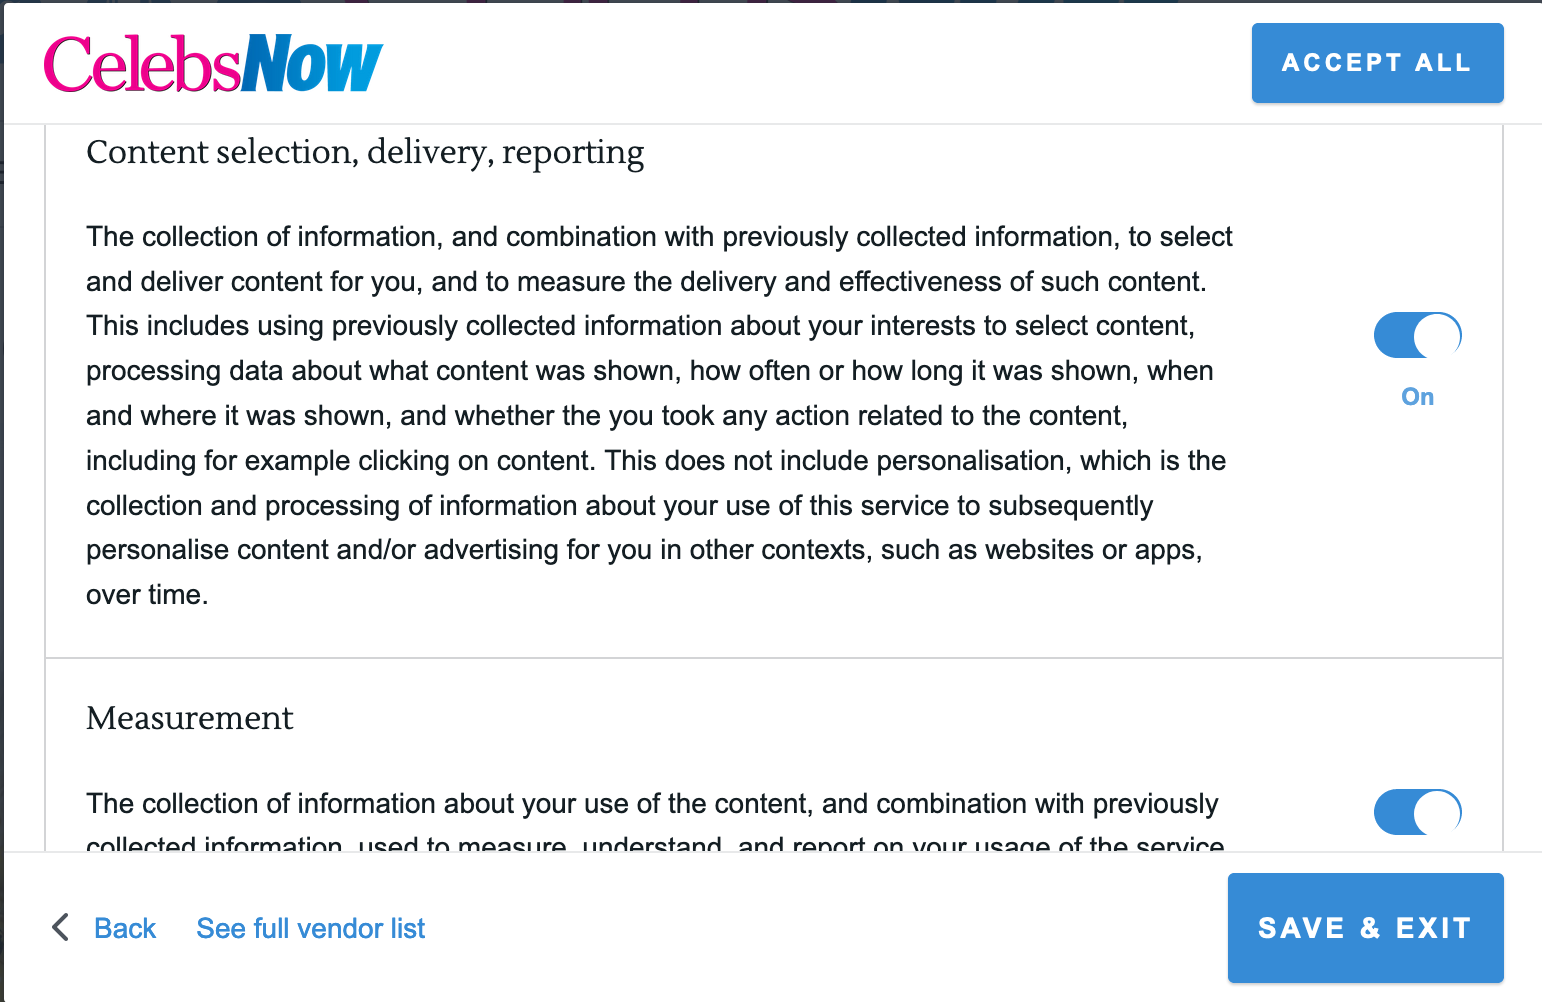 CelebsNow
ACCEPT ALL
Content selection, delivery, reporting
The collection of information, and combination with previously collected information, to select
and deliver content for you, and to measure the delivery and effectiveness of such content.
This includes using previously collected information about your interests to select content,
processing data about what content was shown, how often or how long it was shown, when
and where it was shown, and whether the you took any action related to the content,
including for example clicking on content. This does not include personalisation, which is the
collection and processing of information about your use of this service to subsequently
personalise content and/or advertising for you in other contexts, such as websites or apps,
over time.
On
Measurement
The collection of information about your use of the content, and combination with previously
collected information, used to measure, understand, and report on your usage of the service
Back
See full vendor list
SAVE & EXIT